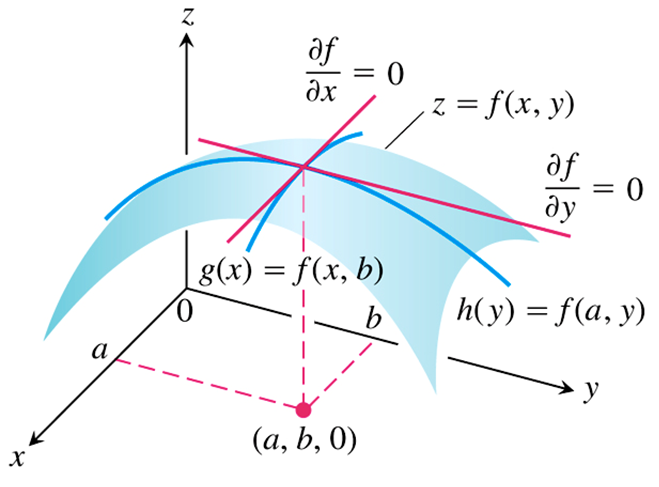 z
∂f/∂x = 0
z = f(x, y)
∂f/∂y = 0
g(x) = f(x, b)
0
b
h(y) = f(a, y)
a
y
(a, b, 0)
x